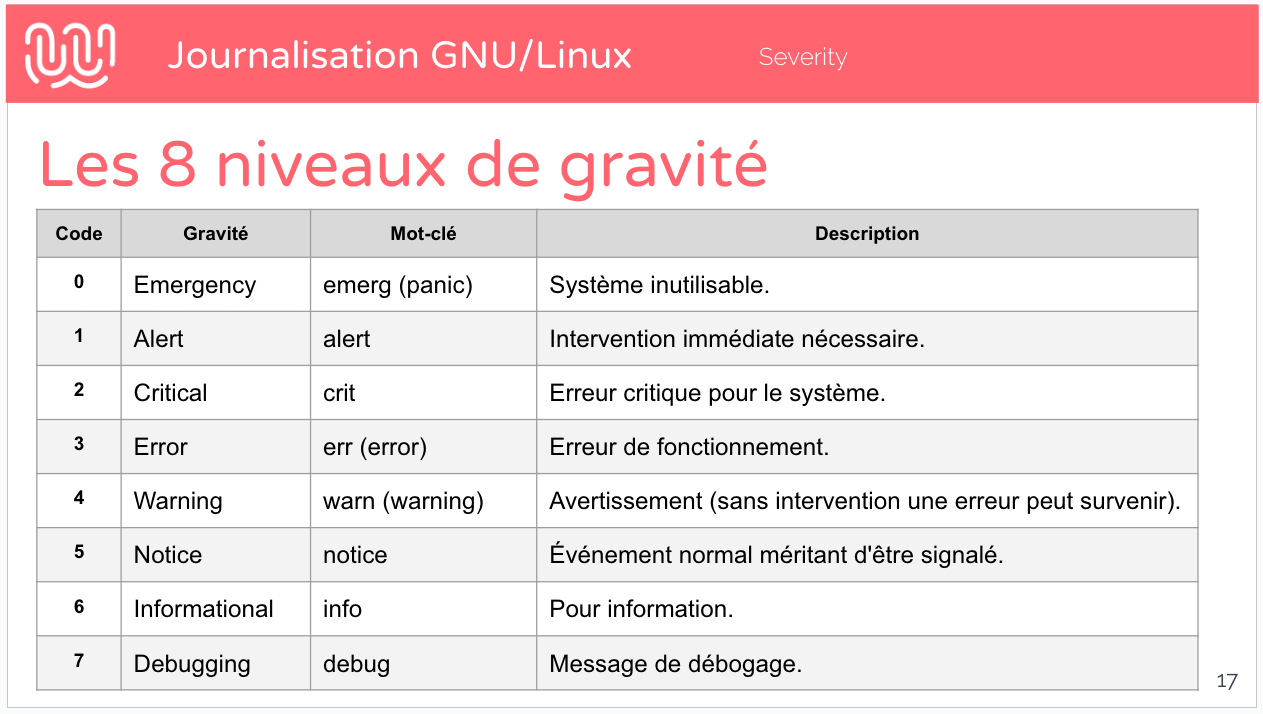 Journalisation GNU/Linux
Severity
Les 8 niveaux de gravité
Code Gravité Mot-clé Description
0 Emergency emerg (panic) Système inutilisable.
1 Alert alert Intervention immédiate nécessaire.
2 Critical crit Erreur critique pour le système.
3 Error err (error) Erreur de fonctionnement.
4 Warning warn (warning) Avertissement (sans intervention une erreur peut survenir).
5 Notice notice Événement normal méritant d'être signalé.
6 Informational info Pour information.
7 Debugging debug Message de débogage.
17